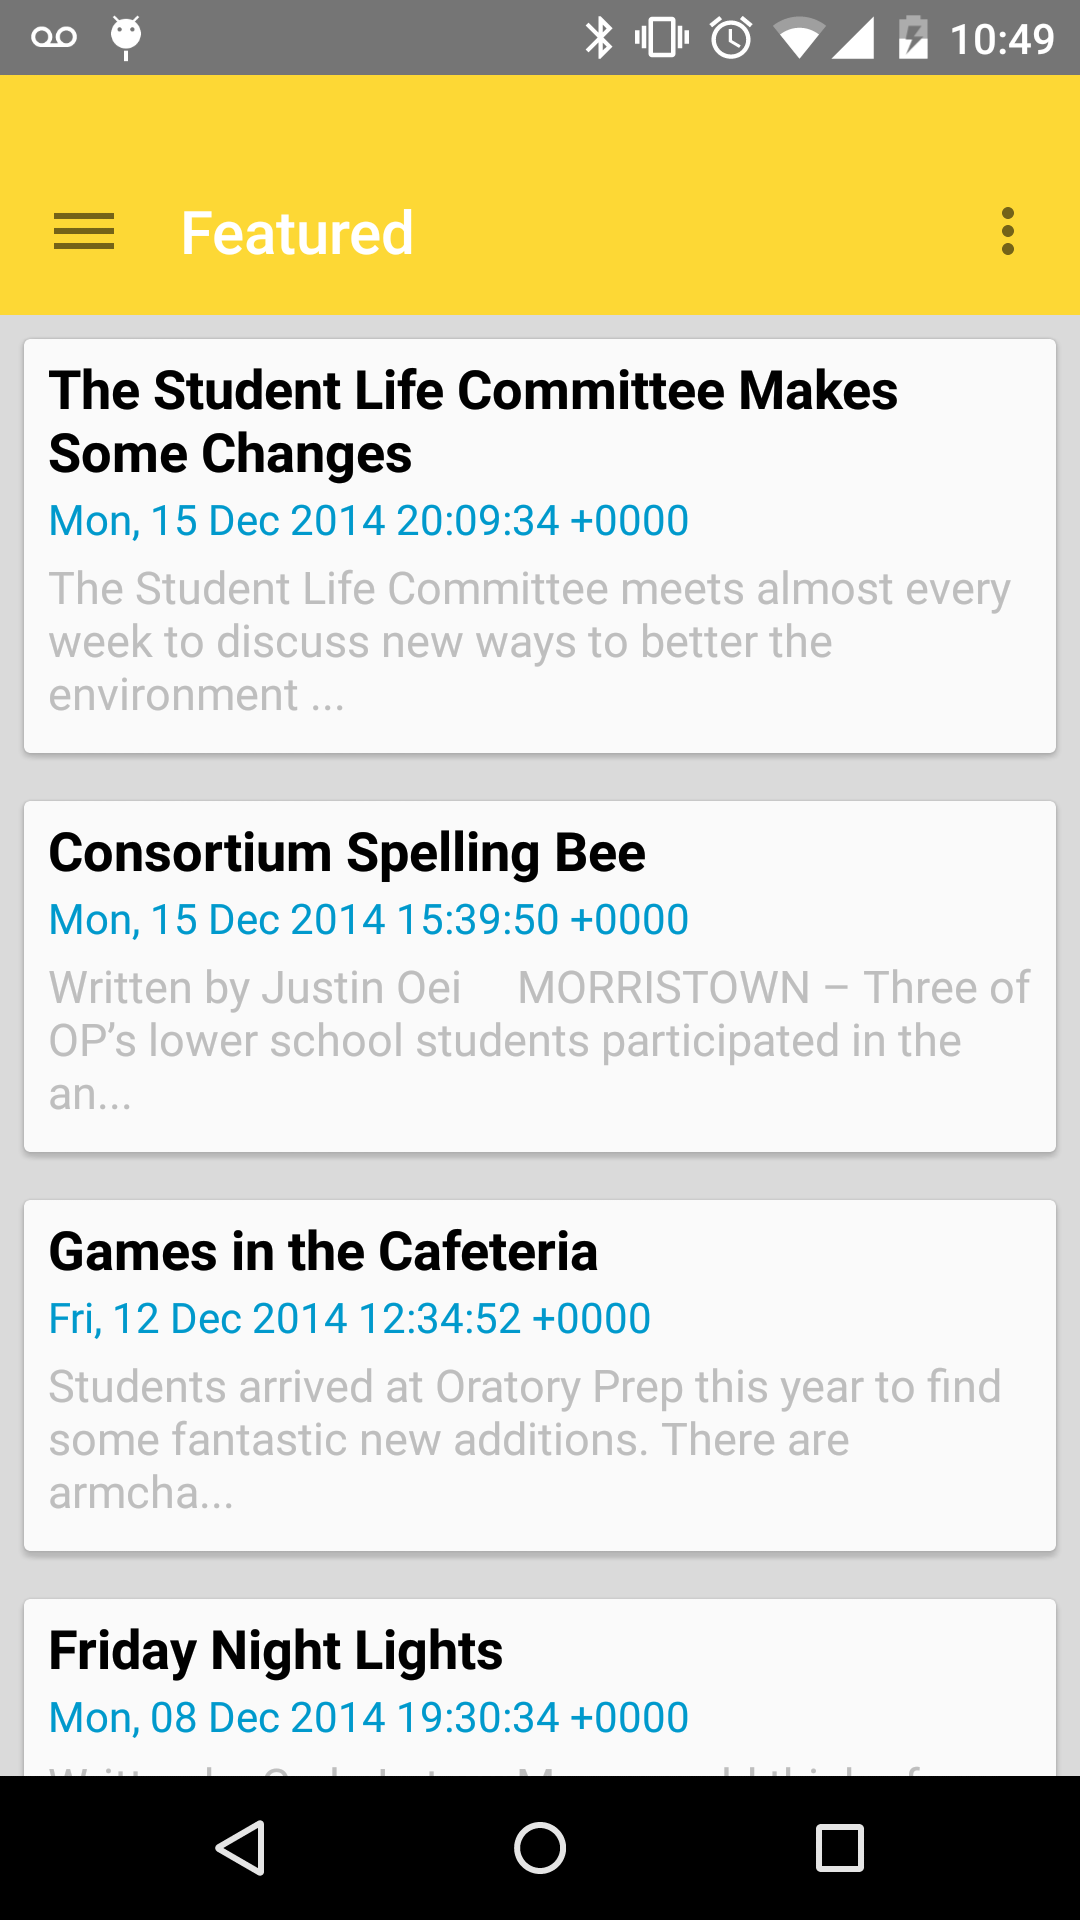 10:49
Featured
The Student Life Committee Makes
Some Changes
Mon, 15 Dec 2014 20:09:34 +0000
The Student Life Committee meets almost every
week to discuss new ways to better the
environment ...
Consortium Spelling Bee
Mon, 15 Dec 2014 15:39:50 +0000
Written by Justin Oei     MORRISTOWN – Three of
OP’s lower school students participated in the
an...
Games in the Cafeteria
Fri, 12 Dec 2014 12:34:52 +0000
Students arrived at Oratory Prep this year to find
some fantastic new additions. There are
armcha...
Friday Night Lights
Mon, 08 Dec 2014 19:30:34 +0000